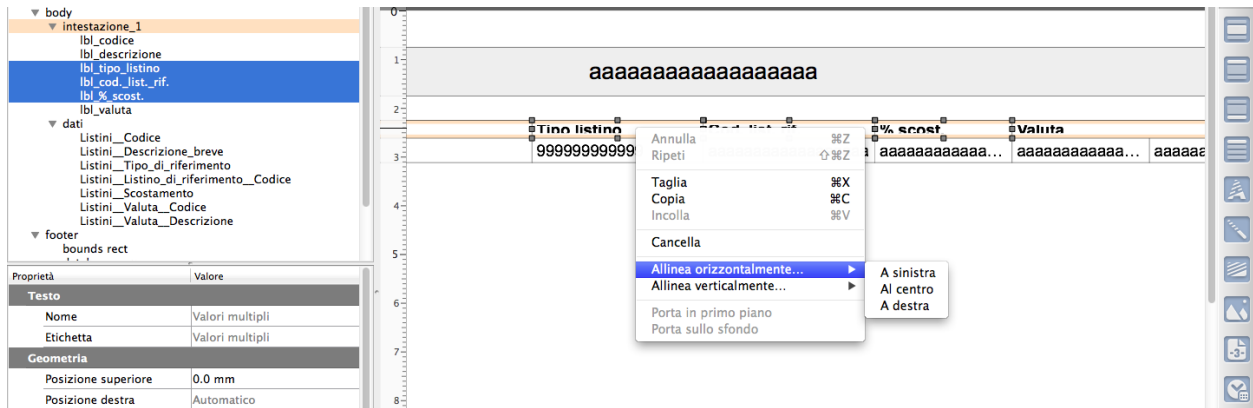 body
intestazione_1
lbl_codice
lbl_descrizione
lbl_tipo_listino
lbl_cod._list._rif.
lbl_%_scost.
lbl_valuta
dati
Listini__Codice
Listini__Descrizione_breve
Listini__Tipo_di_riferimento
Listini__Listino_di_riferimento__Codice
Listini__Scostamento
Listini__Valuta__Codice
Listini__Valuta__Descrizione
footer
bounds rect
Proprietà Valore
Testo
Nome Valori multipli
Etichetta Valori multipli
Geometria
Posizione superiore 0.0 mm
Posizione destra Automatico
0
1
2
3
4
5
6
7
8
aaaaaaaaaaaaaaaaaa
Tipo listino % scost. Valuta
99999999999 aaaaaaaaaaaa... aaaaaaaaaaaa... aaaaaa
Annulla ⌘Z
Ripeti ⇧⌘Z
Taglia ⌘X
Copia ⌘C
Incolla ⌘V
Cancella
Allinea orizzontalmente...
Allinea verticalmente...
Porta in primo piano
Porta sullo sfondo
A sinistra
Al centro
A destra
-3-